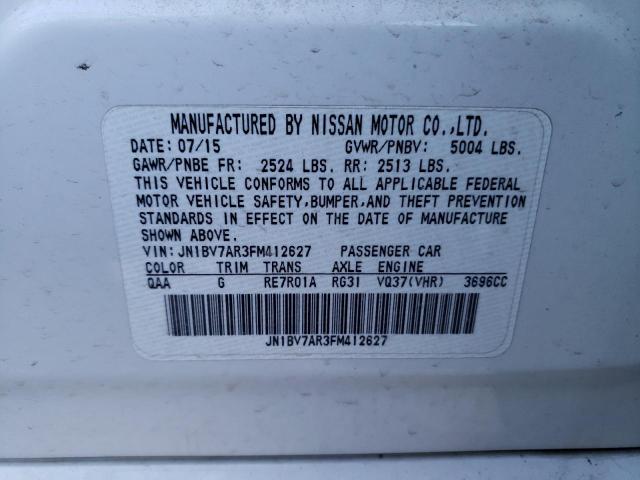 MANUFACTURED BY NISSAN MOTOR CO.,LTD.
DATE: 07/15 GVWR/PNBV: 5004 LBS.
GAWR/PNBE FR: 2524 LBS. RR: 2513 LBS.
THIS VEHICLE CONFORMS TO ALL APPLICABLE FEDERAL
MOTOR VEHICLE SAFETY,BUMPER,AND THEFT PREVENTION
STANDARDS IN EFFECT ON THE DATE OF MANUFACTURE
SHOWN ABOVE.
VIN: JN1BV7AR3FM412627 PASSENGER CAR
COLOR TRIM TRANS AXLE ENGINE
QAA G RE7R01A RG31 VQ37(VHR) 3696CC
JN1BV7AR3FM412627